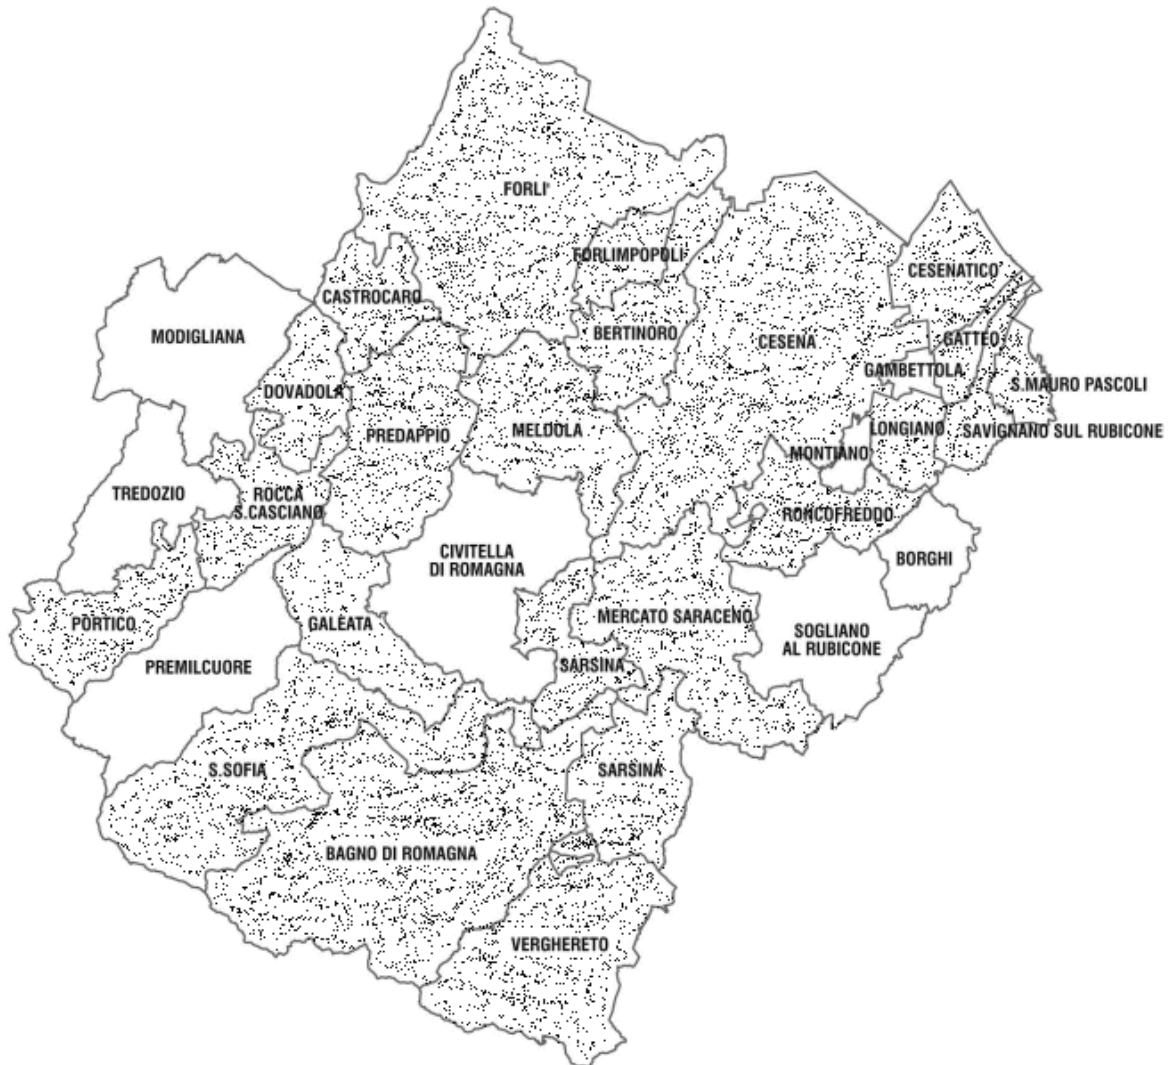 FORLI'
FORLIMPOPOLI
CESENATICO
CASTROCARO
MODIGLIANA
BERTINORO
CESENA
GATTEO
GAMBETTOLA
S.MAURO PASCOLI
DOVADOLA
PREDAPPIO
MELDOLA
LONGIANO
SAVIGNANO SUL RUBICONE
MONTIANO
TREDOZIO
ROCCA
S.CASCIANO
RONCOFREDDO
CIVITELLA
DI ROMAGNA
BORGHI
PORTICO
GALEATA
MERCATO SARACENO
SOGLIANO
AL RUBICONE
PREMILCUORE
SARSINA
S.SOFIA
SARSINA
BAGNO DI ROMAGNA
VERGHERETO